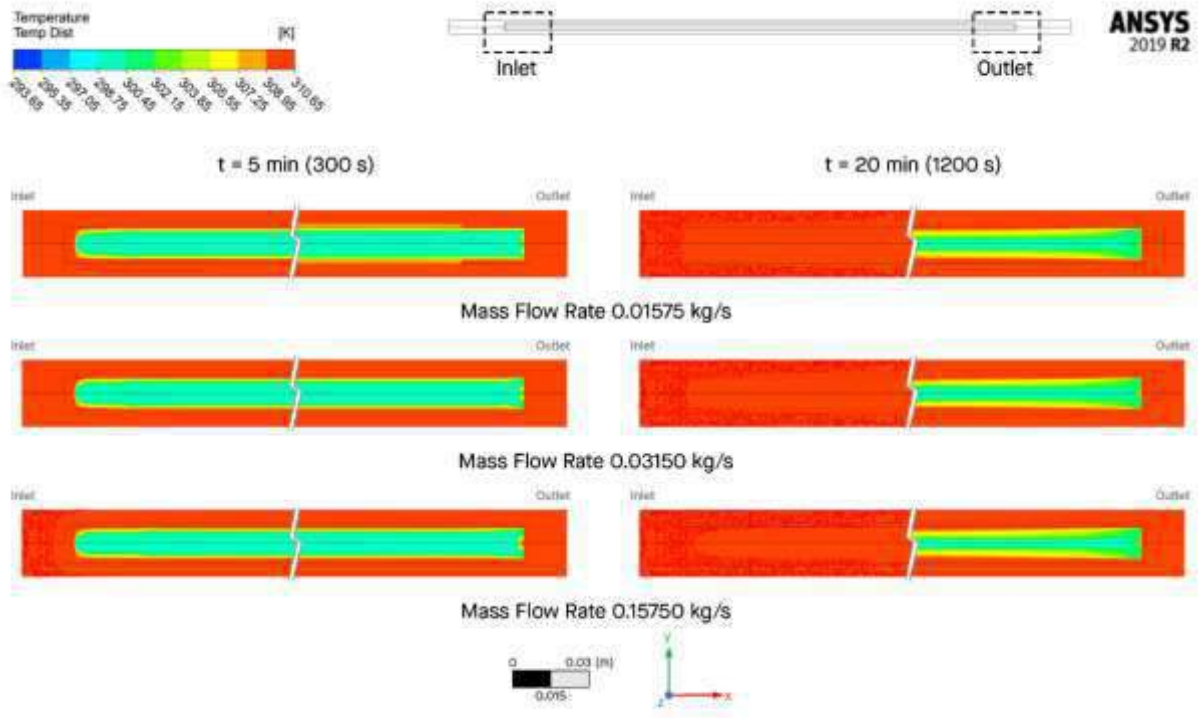 Temperature
Temp Dist [K]
293.65 295.35 297.05 298.75 300.45 302.15 303.85 305.55 307.25 308.95 310.65
Inlet Outlet
ANSYS
2019 R2
t = 5 min (300 s) t = 20 min (1200 s)
Inlet Outlet Inlet Outlet
Mass Flow Rate 0.01575 kg/s
Inlet Outlet Inlet Outlet
Mass Flow Rate 0.03150 kg/s
Inlet Outlet Inlet Outlet
Mass Flow Rate 0.15750 kg/s
0 0.03 (m)
0.015
Y
Z X